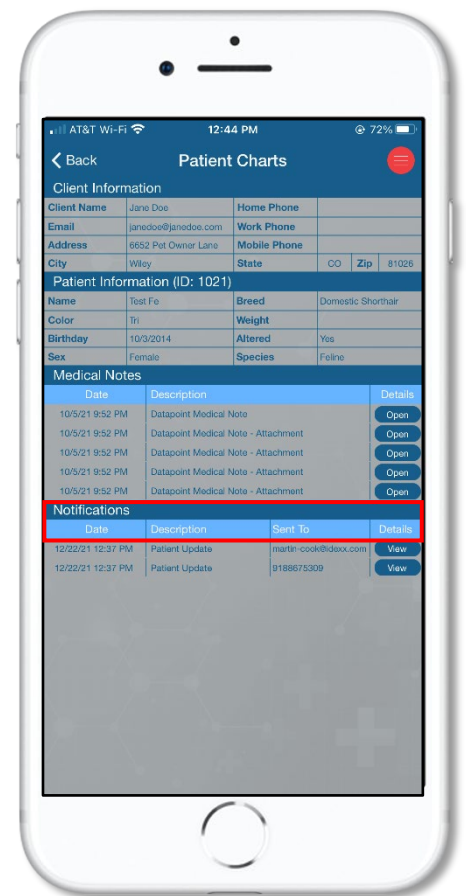 AT&T Wi-Fi 12:44 PM 72%
Back Patient Charts
Client Information
Client Name Jane Doe Home Phone
Email janedoe@janedoe.com Work Phone
Address 6652 Pet Owner Lane Mobile Phone
City Wiley State CO Zip 81026
Patient Information (ID: 1021)
Name Test Fe Breed Domestic Shorthair
Color Tri Weight
Birthday 10/3/2014 Altered Yes
Sex Female Species Feline
Medical Notes
Date Description Details
10/5/21 9:52 PM Datapoint Medical Note Open
10/5/21 9:52 PM Datapoint Medical Note - Attachment Open
10/5/21 9:52 PM Datapoint Medical Note - Attachment Open
10/5/21 9:52 PM Datapoint Medical Note - Attachment Open
10/5/21 9:52 PM Datapoint Medical Note - Attachment Open
Notifications
Date Description Sent To Details
12/22/21 12:37 PM Patient Update martin-cook@idexx.com View
12/22/21 12:37 PM Patient Update 9188675309 View